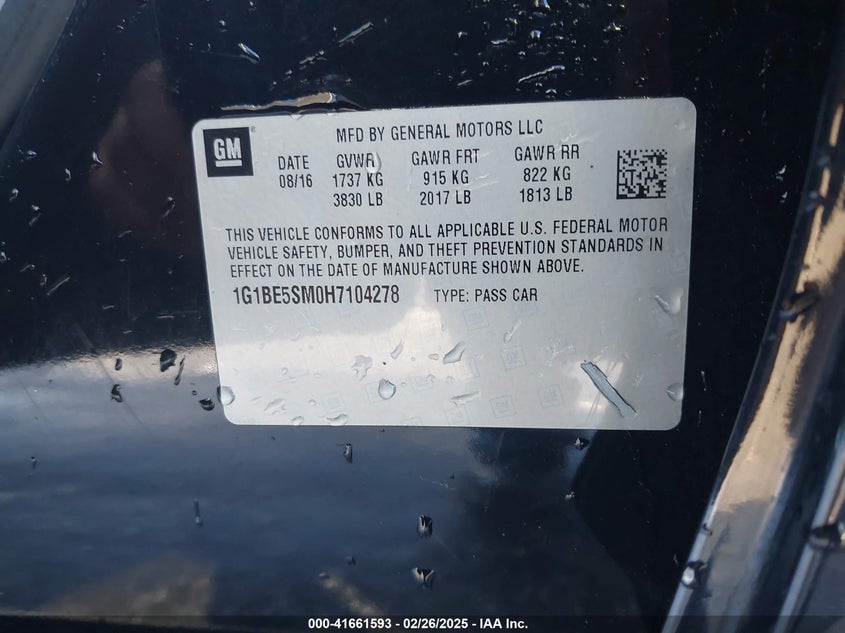 MFD BY GENERAL MOTORS LLC
GM
DATE GVWR GAWR FRT GAWR RR
08/16 1737 KG 915 KG 822 KG
3830 LB 2017 LB 1813 LB
THIS VEHICLE CONFORMS TO ALL APPLICABLE U.S. FEDERAL MOTOR
VEHICLE SAFETY, BUMPER, AND THEFT PREVENTION STANDARDS IN
EFFECT ON THE DATE OF MANUFACTURE SHOWN ABOVE.
1G1BE5SM0H7104278 TYPE: PASS CAR
000-41661593 - 02/26/2025 - IAA Inc.